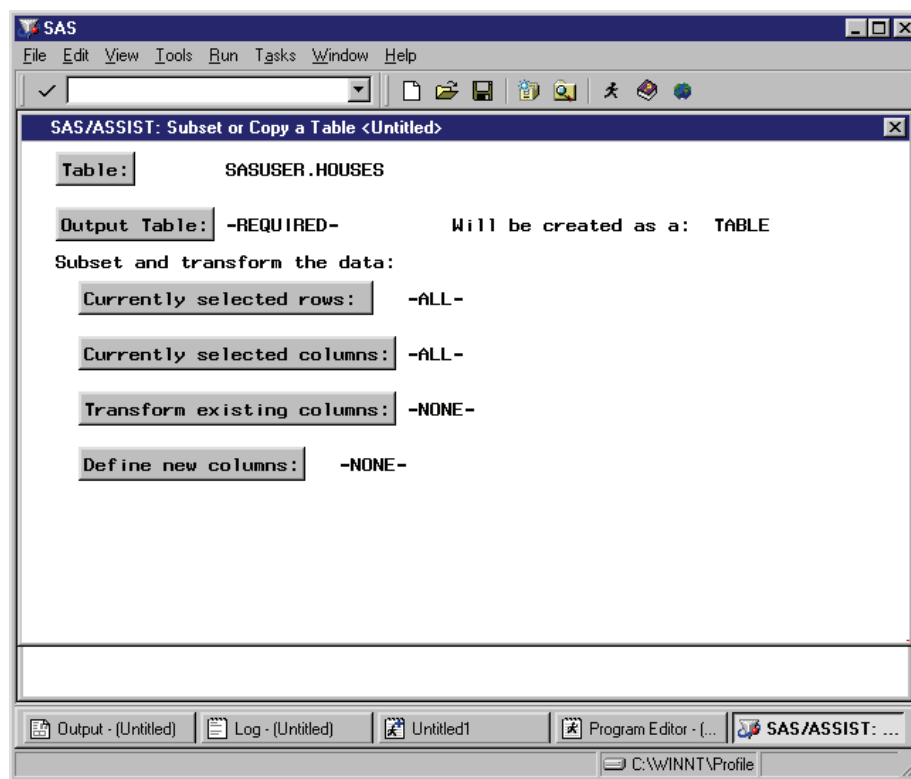 SAS
File Edit View Tools Run Tasks Window Help
SAS/ASSIST: Subset or Copy a Table <Untitled>
Table: SASUSER.HOUSES
Output Table: -REQUIRED- Will be created as a: TABLE
Subset and transform the data:
Currently selected rows: -ALL-
Currently selected columns: -ALL-
Transform existing columns: -NONE-
Define new columns: -NONE-
Output - (Untitled) Log - (Untitled) Untitled1 Program Editor - (... SAS/ASSIST: ...
C:\WINNT\Profile